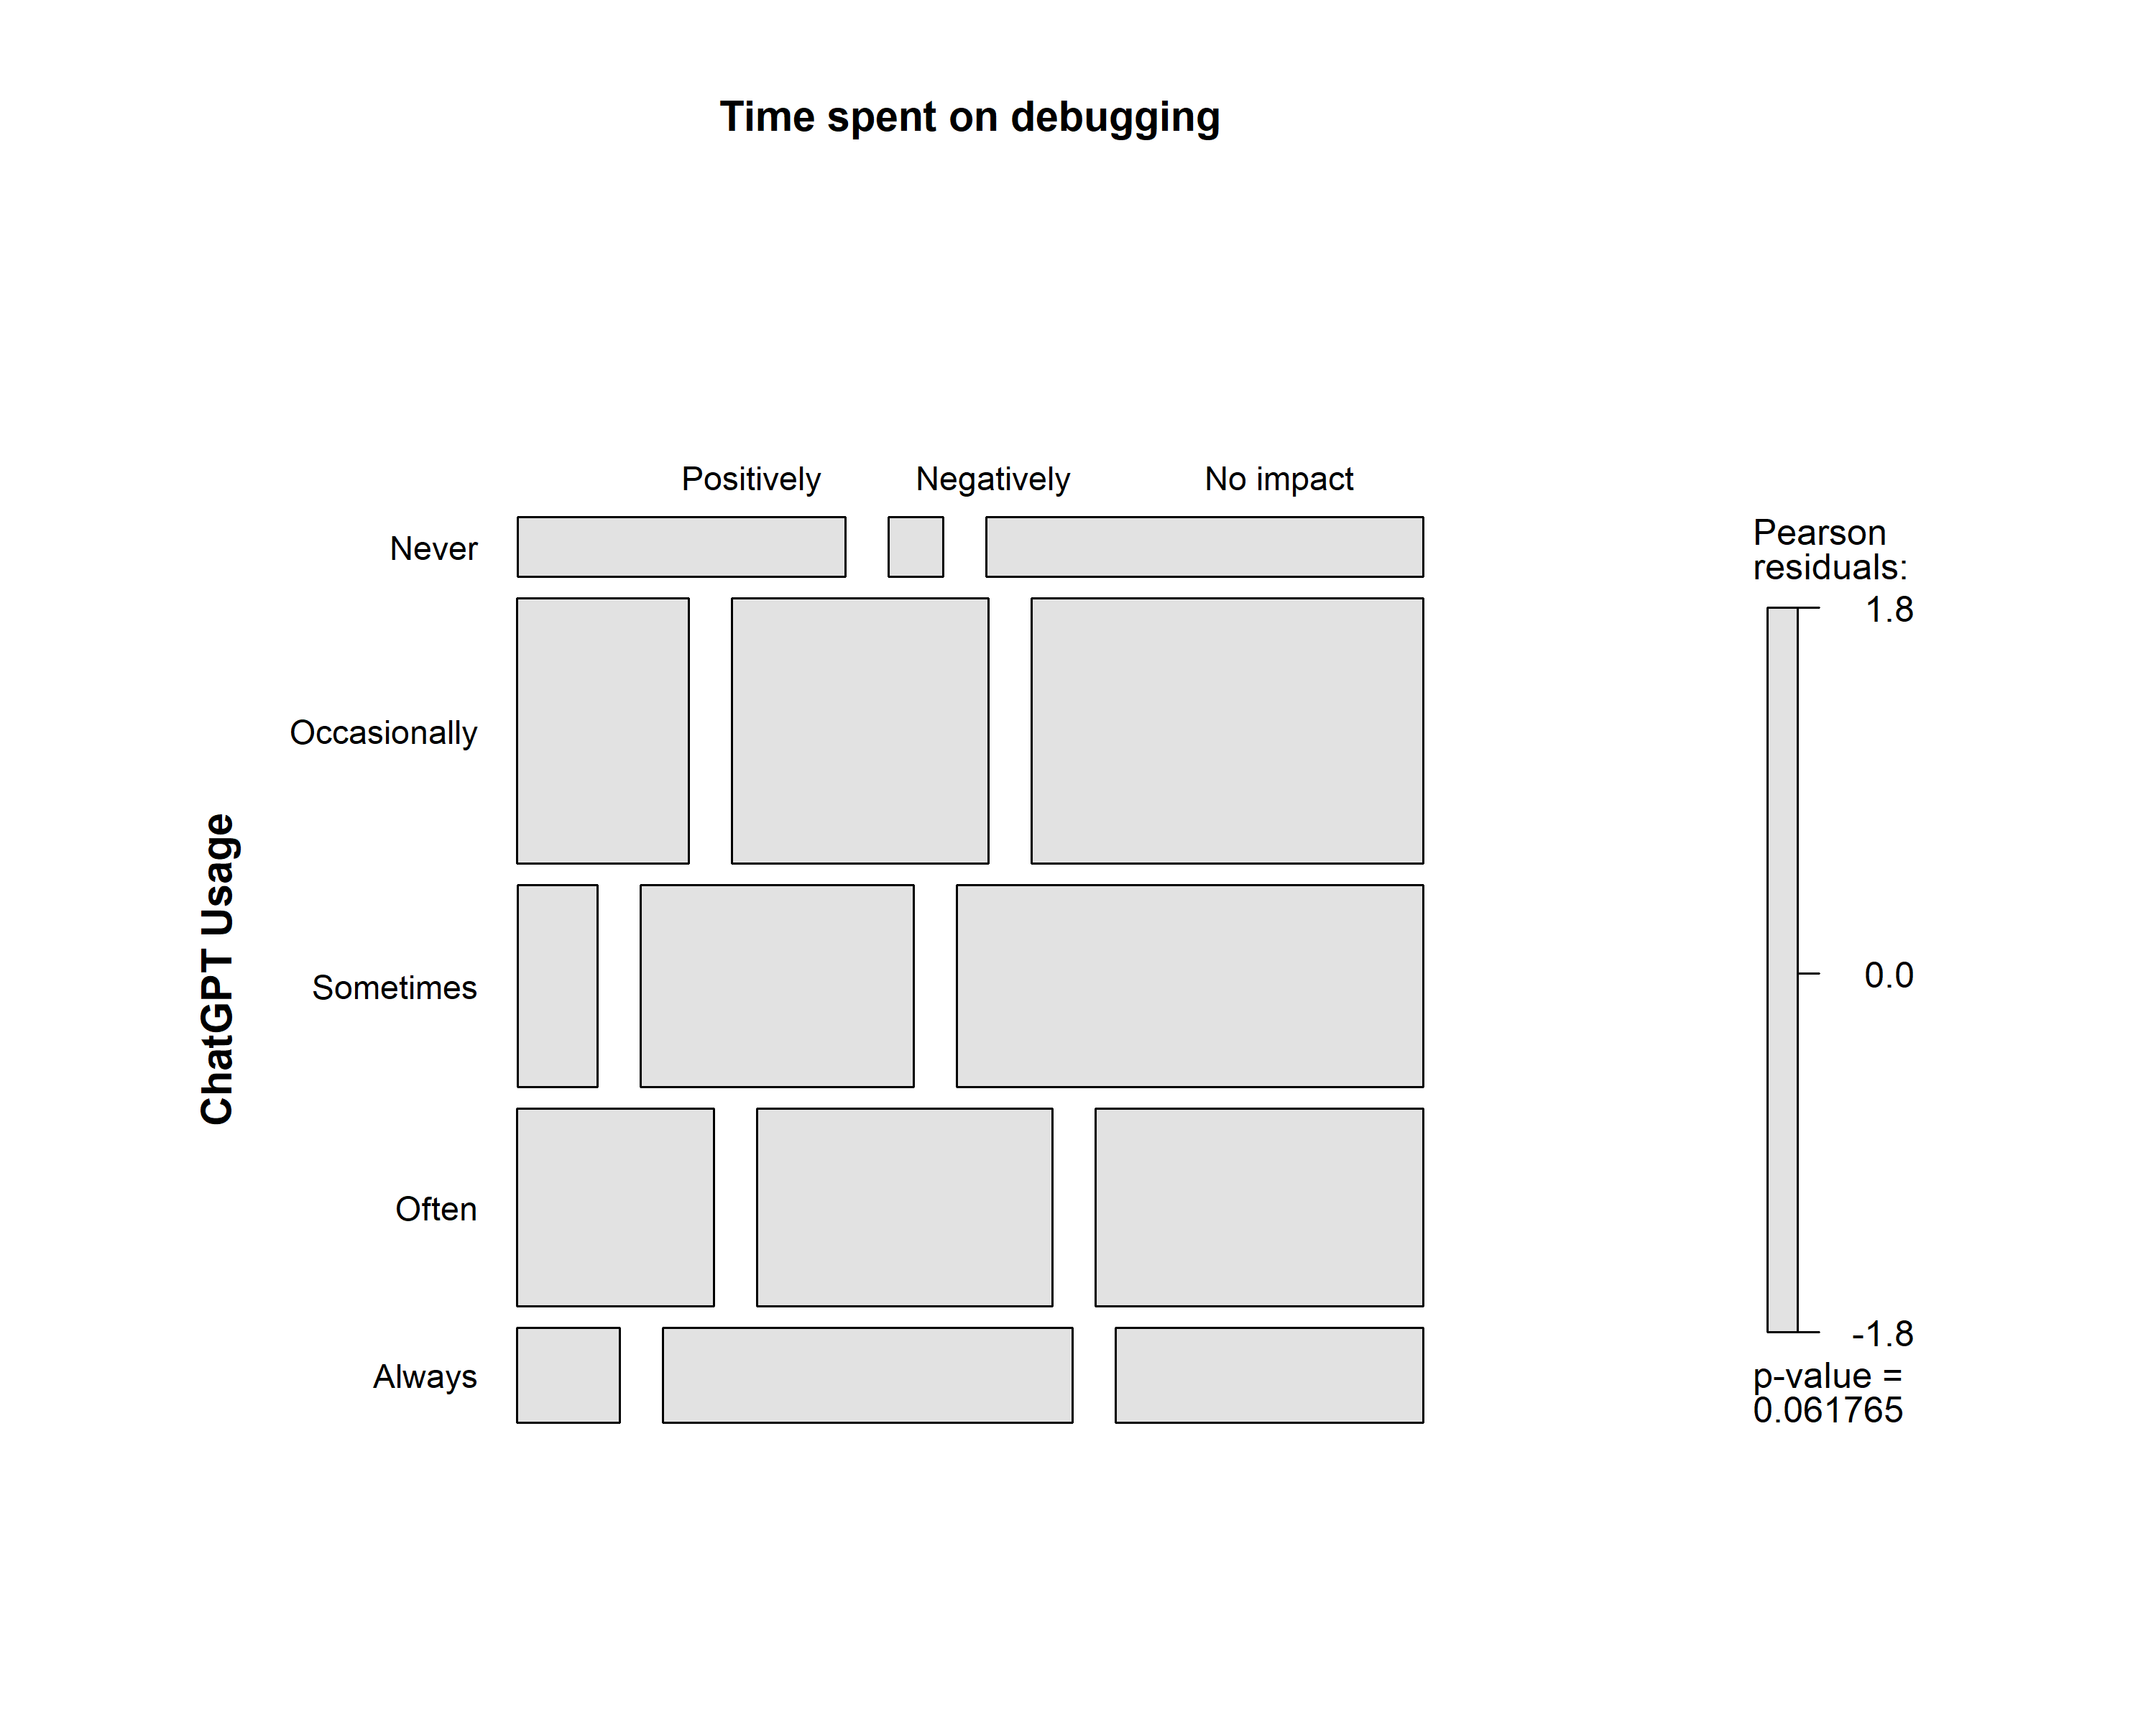 Time spent on debugging
Positively Negatively No impact
Never
Occasionally
Sometimes
Often
Always
ChatGPT Usage
Pearson
residuals:
1.8
0.0
-1.8
p-value =
0.061765